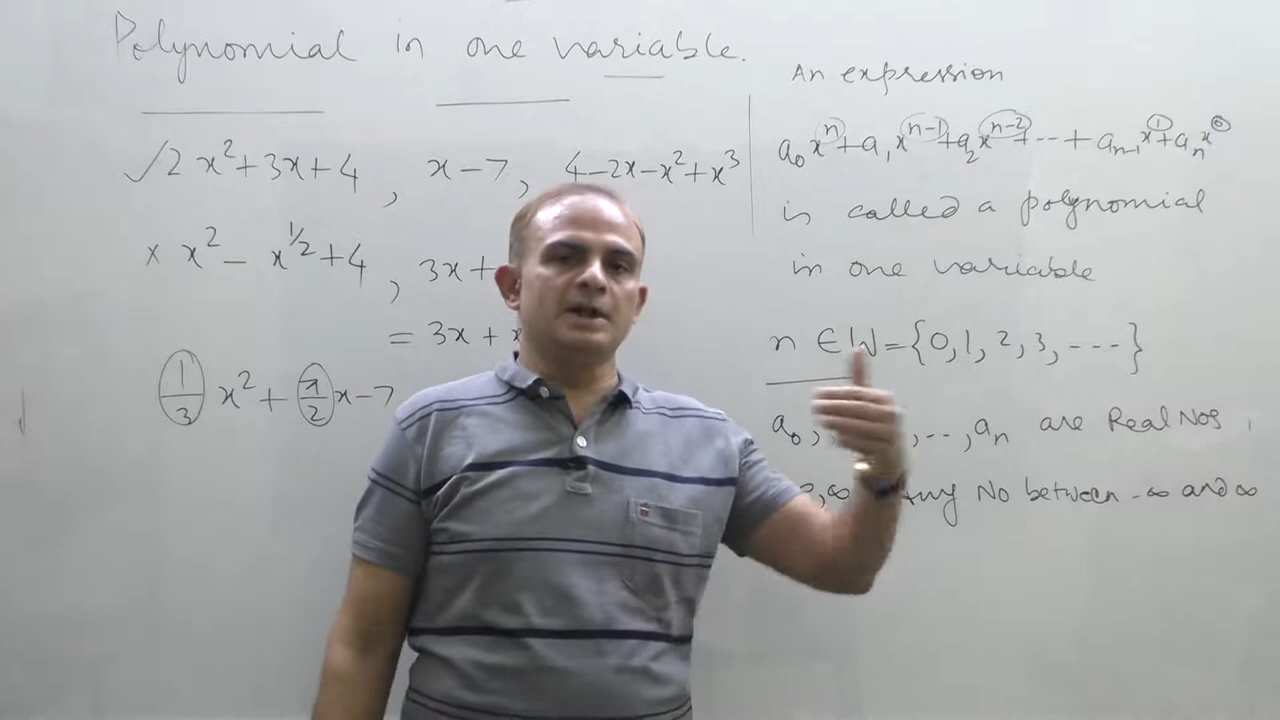 Polynomial in one variable.
√2 x² + 3x + 4 , x – 7 , 4 – 2x – x² + x³
× x² – x^1/2 + 4 , 3x +
= 3x +
1/3 x² + π/2 x – 7
An expression
a₀xⁿ + a₁xⁿ⁻¹ + a₂xⁿ⁻² + --- + aₙ₋₁x¹ + aₙx⁰
is called a polynomial
in one variable
n ∈ W = {0, 1, 2, 3, ----}
a₀, , --, aₙ are Real Nos
, ∞ Any No between -∞ and ∞